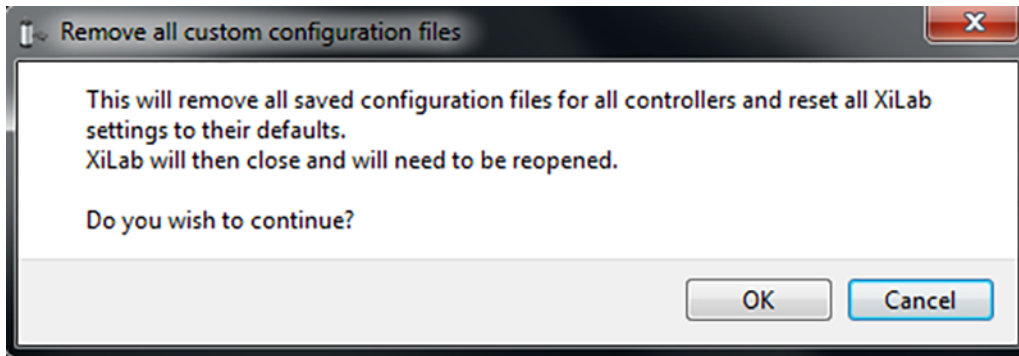 Remove all custom configuration files
This will remove all saved configuration files for all controllers and reset all XiLab
settings to their defaults.
XiLab will then close and will need to be reopened.
Do you wish to continue?
OK
Cancel